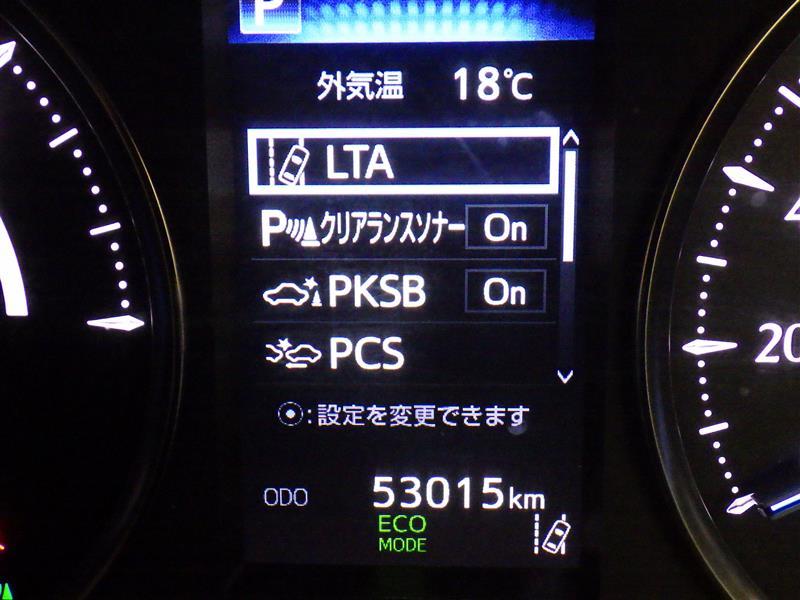 P
外気温 18℃
LTA
P クリアランスソナー On
PKSB On
PCS
:設定を変更できます
ODO 53015km
ECO
MODE
20